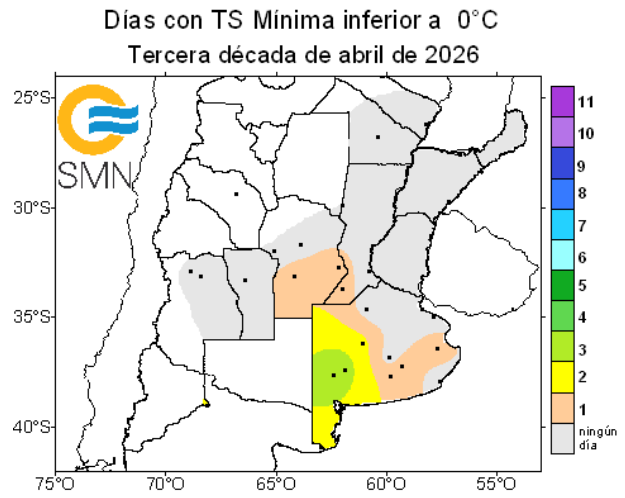 Días con TS Mínima inferior a 0°C
Tercera década de abril de 2026
SMN
25°S
30°S
35°S
40°S
75°O
70°O
65°O
60°O
55°O
11
10
9
8
7
6
5
4
3
2
1
ningún
día